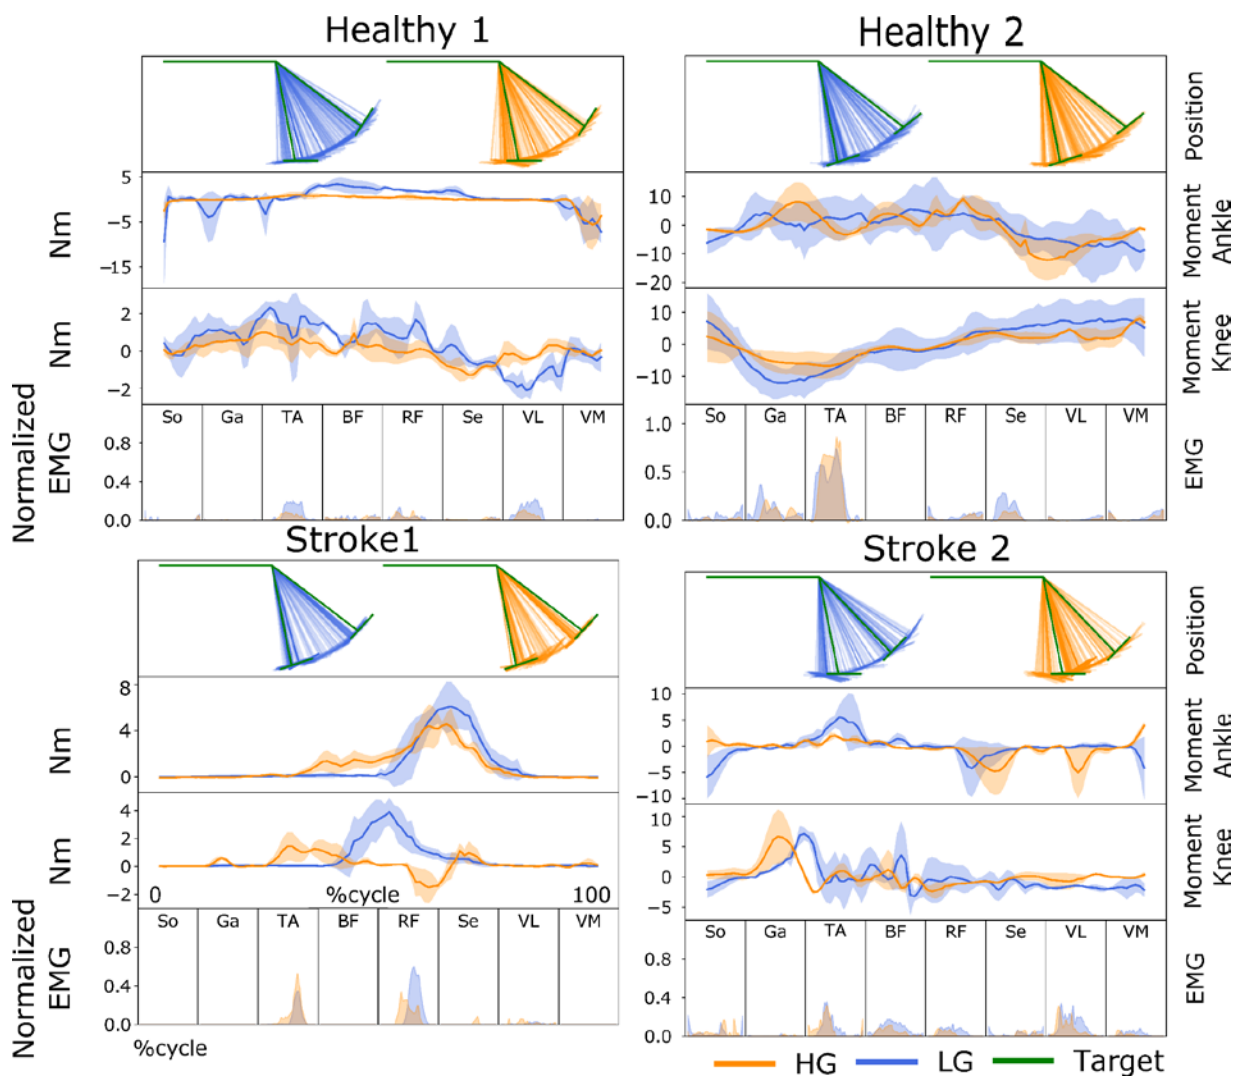 Healthy 1
Healthy 2
Position
5
−5
−15
Nm
10
0
−10
−20
Moment
Ankle
2
0
−2
Nm
10
0
−10
Moment
Knee
So Ga TA BF RF Se VL VM
0.8
0.4
0.0
Normalized
EMG
So Ga TA BF RF Se VL VM
1.0
0.5
0.0
EMG
Stroke1
Stroke 2
Position
8
4
0
Nm
10
5
0
−5
10
Moment
Ankle
4
2
0
−2
Nm
0 %cycle 100
10
5
0
−5
Moment
Knee
So Ga TA BF RF Se VL VM
0.8
0.4
0.0
Normalized
EMG
%cycle
So Ga TA BF RF Se VL VM
0.8
0.4
0.0
EMG
HG LG Target